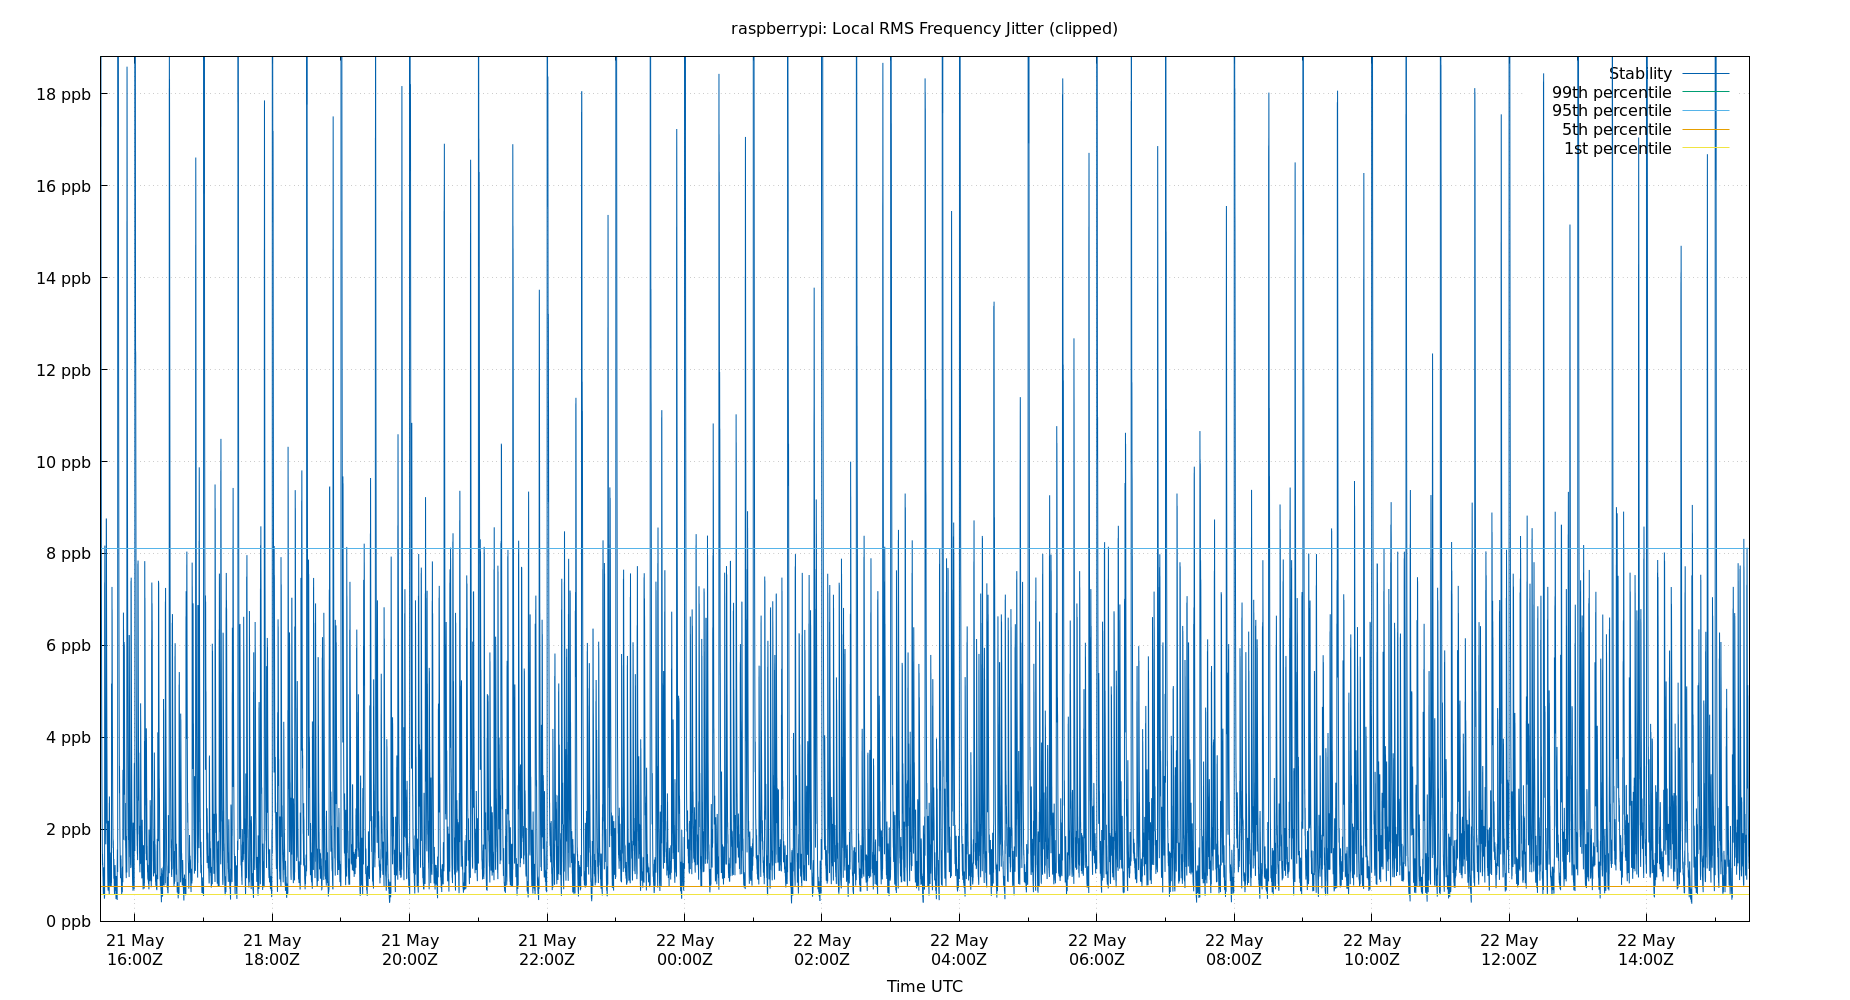 raspberrypi: Local RMS Frequency Jitter (clipped)
Stability
99th percentile
95th percentile
5th percentile
1st percentile
18 ppb
16 ppb
14 ppb
12 ppb
10 ppb
8 ppb
6 ppb
4 ppb
2 ppb
0 ppb
21 May 21 May 21 May 21 May 22 May 22 May 22 May 22 May 22 May 22 May 22 May 22 May
16:00Z 18:00Z 20:00Z 22:00Z 00:00Z 02:00Z 04:00Z 06:00Z 08:00Z 10:00Z 12:00Z 14:00Z
Time UTC